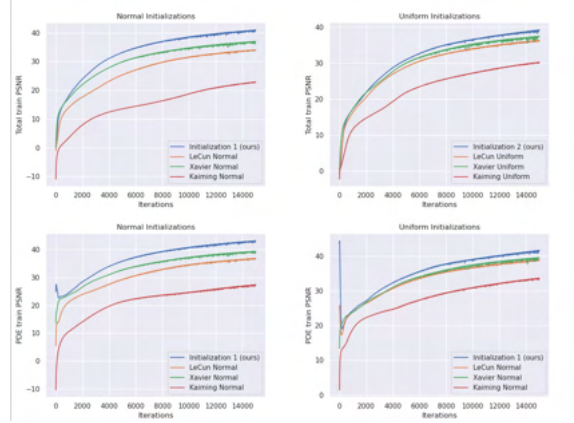 Normal Initializations
Total train PSNR
40
30
20
10
0
−10
0 2000 4000 6000 8000 10000 12000 14000
Iterations
Initialization 1 (ours)
LeCun Normal
Xavier Normal
Kaiming Normal
Uniform Initializations
Total train PSNR
40
30
20
10
0
0 2000 4000 6000 8000 10000 12000 14000
Iterations
Initialization 2 (ours)
LeCun Uniform
Xavier Uniform
Kaiming Uniform
Normal Initializations
PDE train PSNR
40
30
20
10
0
−10
0 2000 4000 6000 8000 10000 12000 14000
Iterations
Initialization 1 (ours)
LeCun Normal
Xavier Normal
Kaiming Normal
Uniform Initializations
PDE train PSNR
40
30
20
10
0
0 2000 4000 6000 8000 10000 12000 14000
Iterations
Initialization 1 (ours)
LeCun Normal
Xavier Normal
Kaiming Normal